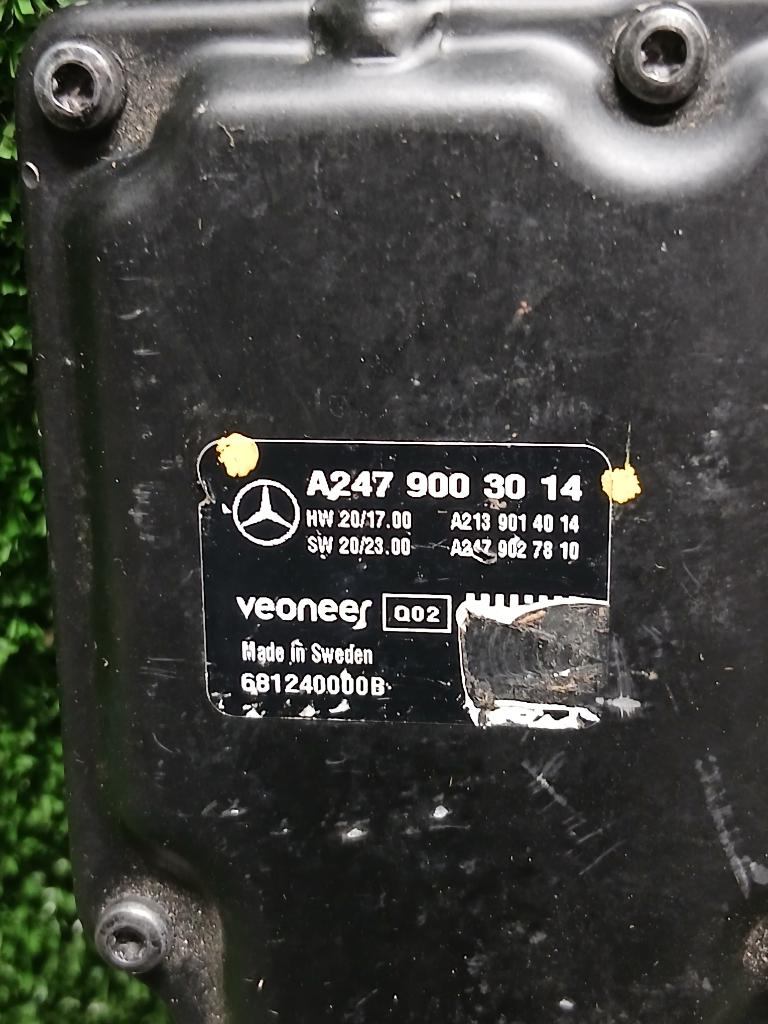 A247 900 30 14
HW 20/17.00 A213 901 40 14
SW 20/23.00 A247 902 78 10
veoneer Q02
Made in Sweden
681240000B